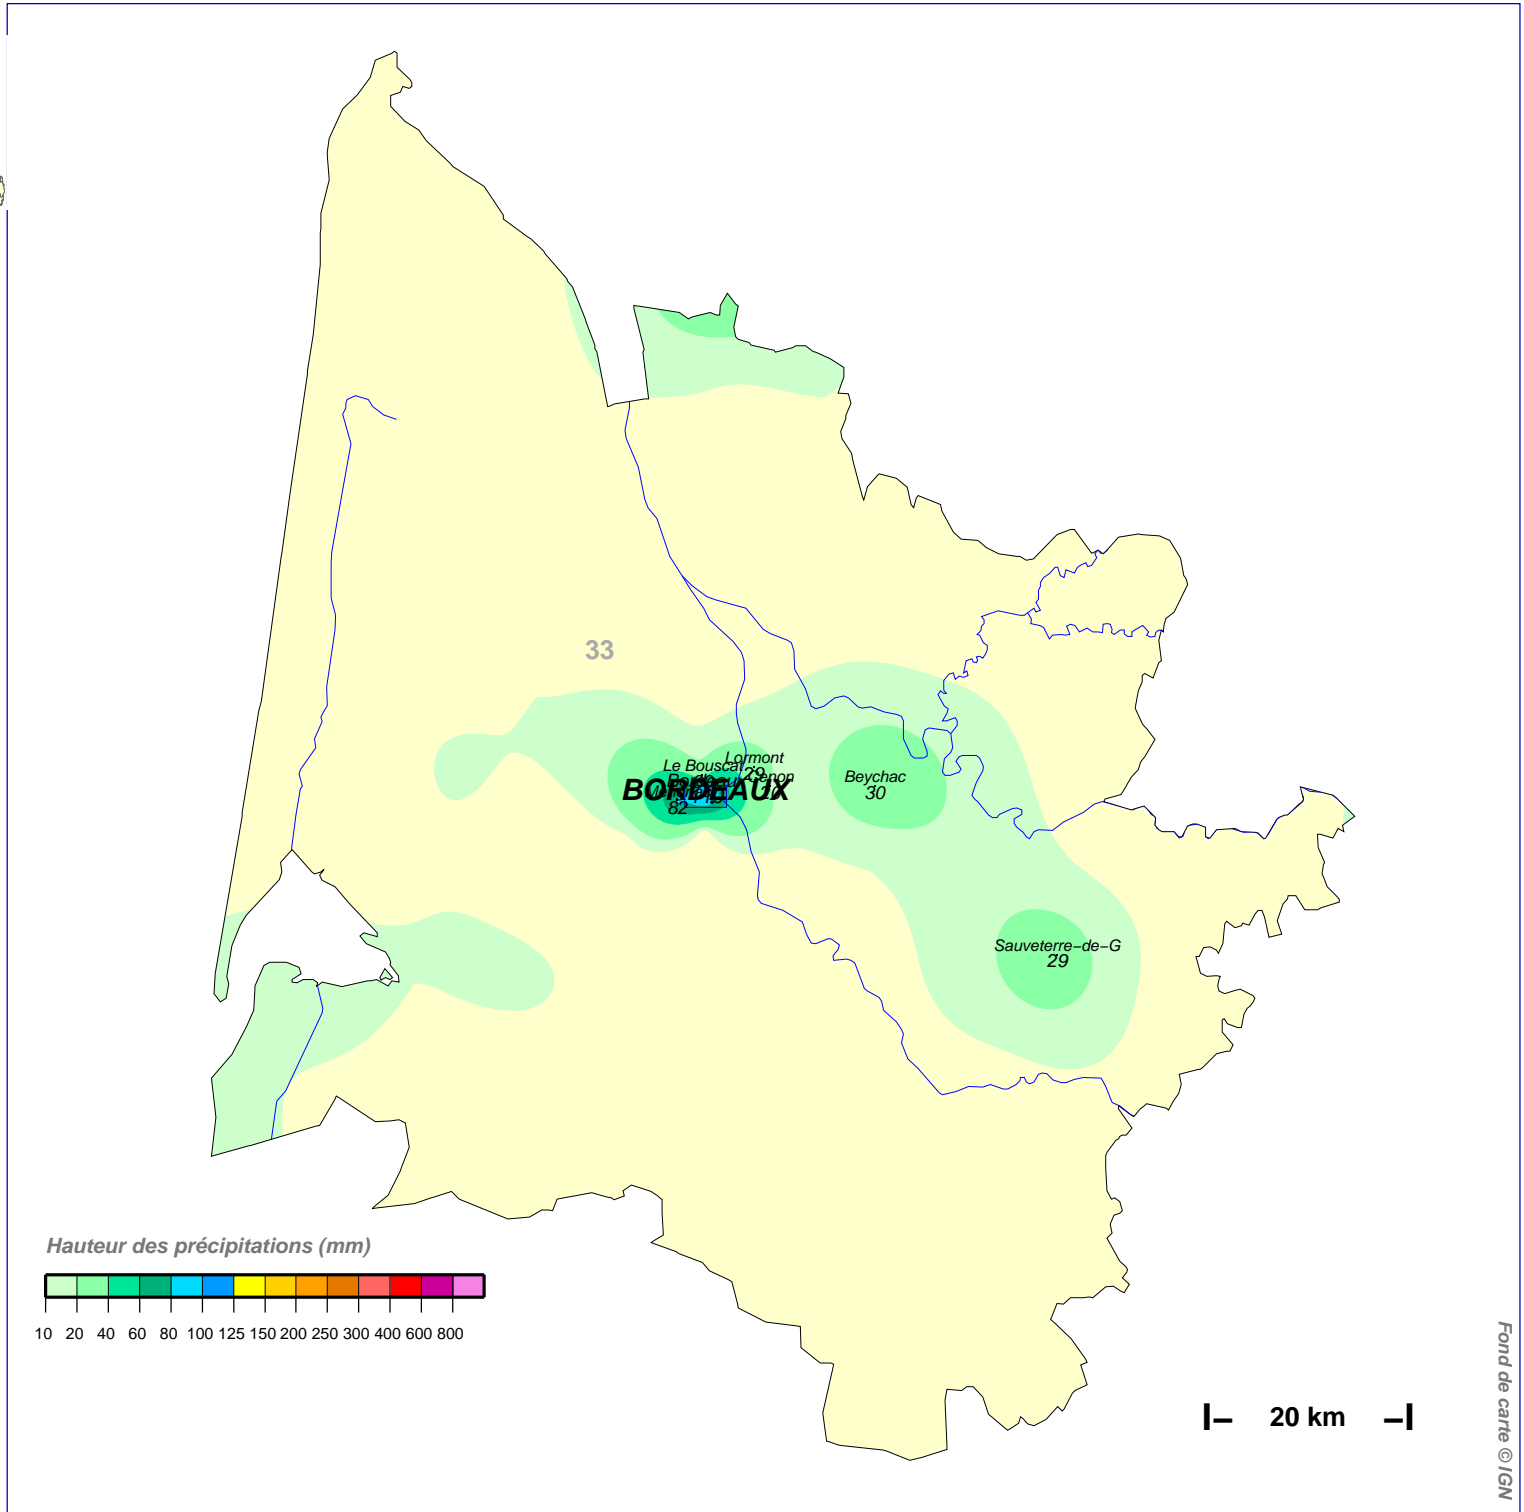 33
Lormont
29
Le Bouscat
Cenon
Beychac
30
BORDEAUX
82
Sauveterre−de−G
29
Hauteur des précipitations (mm)
10 20 40 60 80 100 125 150 200 250 300 400 600 800
20 km
Fond de carte © IGN